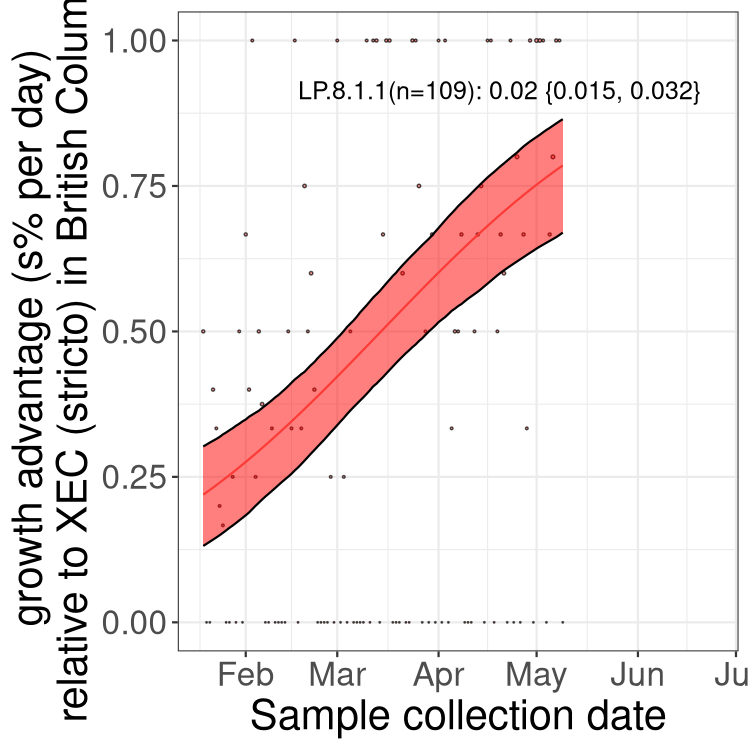 growth advantage (s% per day)
relative to XEC (stricto) in British Colum
1.00
0.75
0.50
0.25
0.00
LP.8.1.1(n=109): 0.02 {0.015, 0.032}
Feb Mar Apr May Jun Ju
Sample collection date